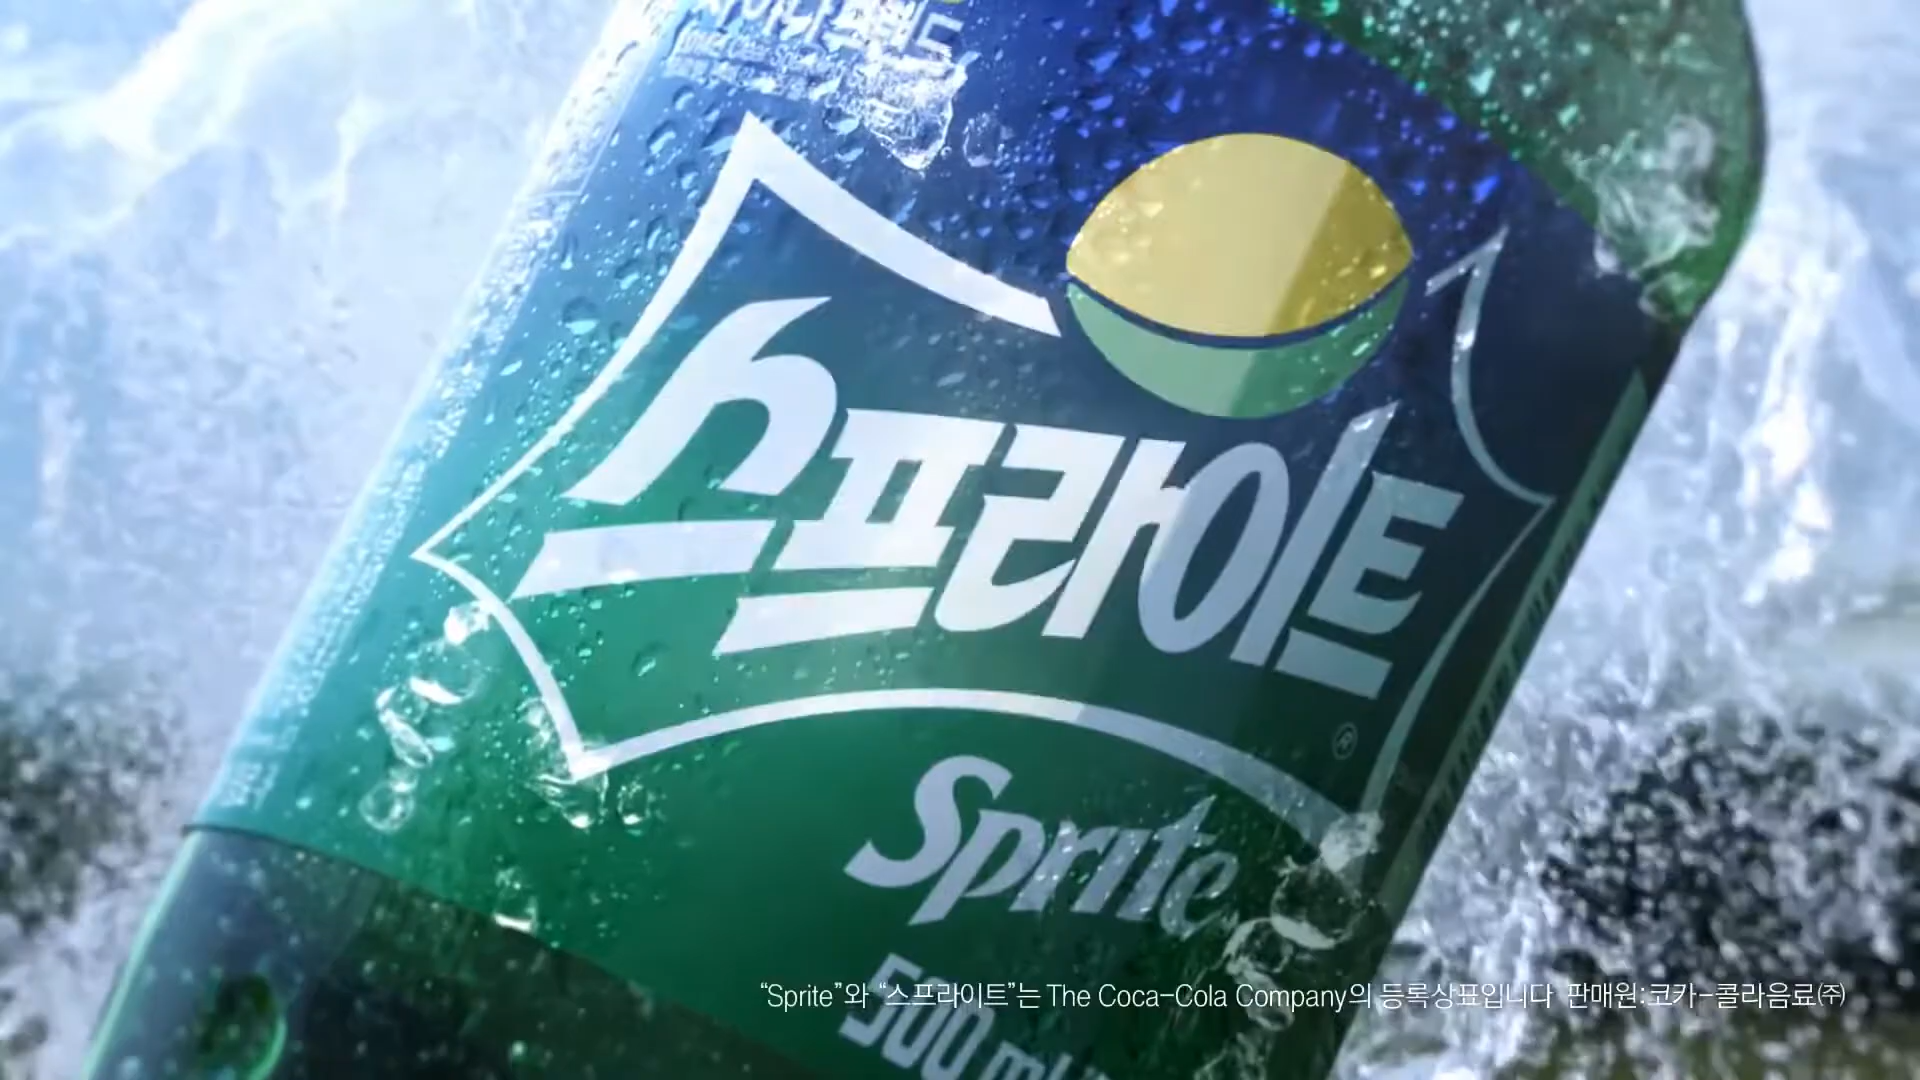 스프라이트
®
Sprite
500 ml
“Sprite”와 “스프라이트”는 The Coca-Cola Company의 등록상표입니다 판매원:코카-콜라음료㈜